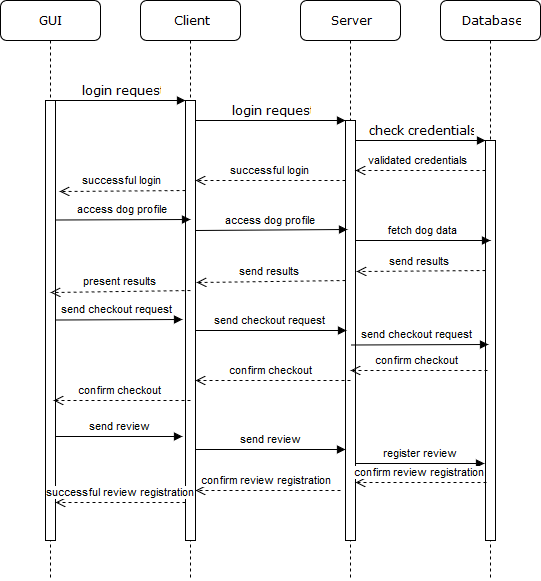 GUI
Client
Server
Database
login reques
login reques
check credentials
validated credentials
successful login
successful login
access dog profile
access dog profile
fetch dog data
send results
send results
present results
send checkout request
send checkout request
send checkout request
confirm checkout
confirm checkout
confirm checkout
send review
send review
register review
confirm review registration
confirm review registration
successful review registration